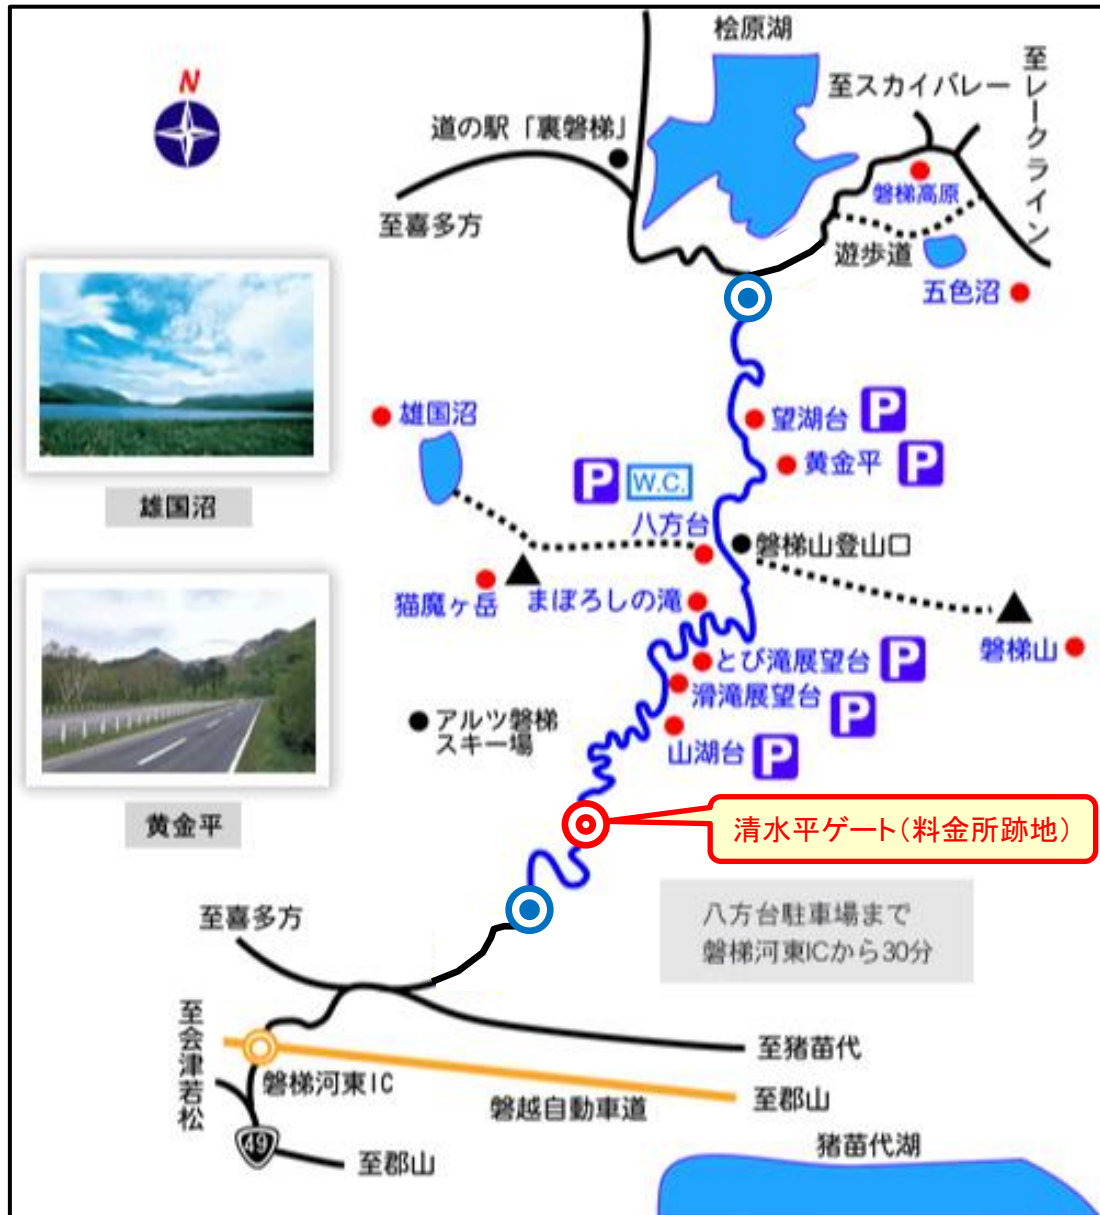 桧原湖
N
至スカイバレー
至レークライン
道の駅「裏磐梯」
磐梯高原
至喜多方
遊歩道
五色沼
雄国沼
望湖台
P
黄金平
P
P
W.C.
雄国沼
八方台
磐梯山登山口
猫魔ヶ岳
まぼろしの滝
とび滝展望台
P
磐梯山
滑滝展望台
P
アルツ磐梯
スキー場
山湖台
P
黄金平
清水平ゲート(料金所跡地)
至喜多方
八方台駐車場まで
磐梯河東ICから30分
至会津若松
至猪苗代
磐梯河東IC
磐越自動車道
至郡山
49
至郡山
猪苗代湖